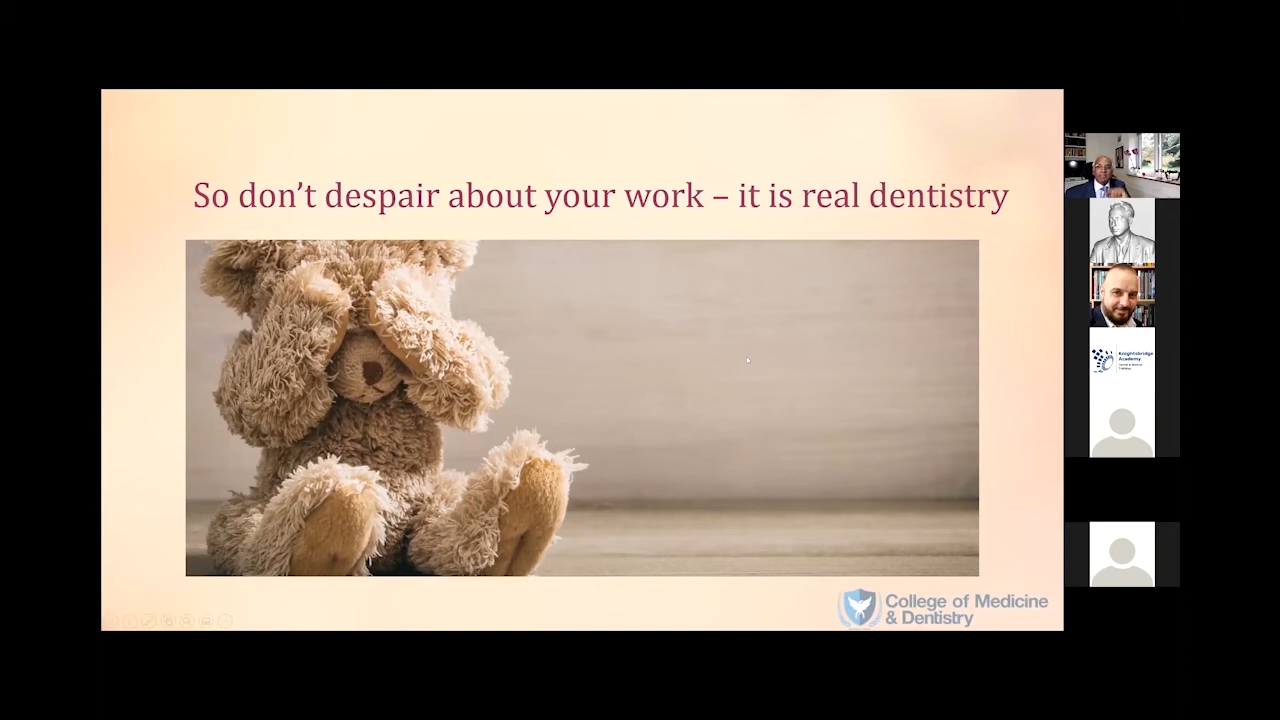 So don’t despair about your work – it is real dentistry
College of Medicine
& Dentistry
Knightsbridge
Academy